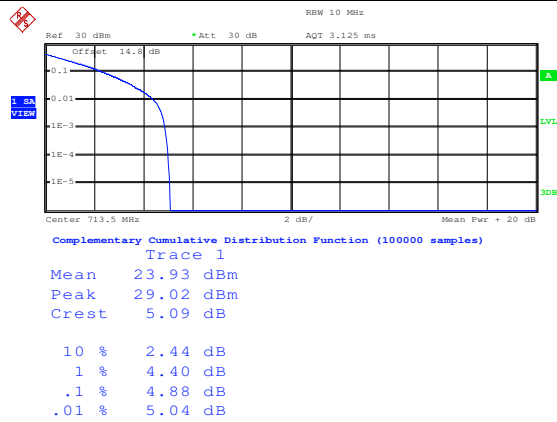 RBW 10 MHz
Ref 30 dBm *Att 30 dB AQT 3.125 ms
Offset 14.8 dB
0.1
A
0.01
1 SA
VIEW
1E-3
LVL
1E-4
1E-5
3DB
Center 713.5 MHz 2 dB/ Mean Pwr + 20 dB
Complementary Cumulative Distribution Function (100000 samples)
Trace 1
Mean 23.93 dBm
Peak 29.02 dBm
Crest 5.09 dB
10 % 2.44 dB
1 % 4.40 dB
.1 % 4.88 dB
.01 % 5.04 dB